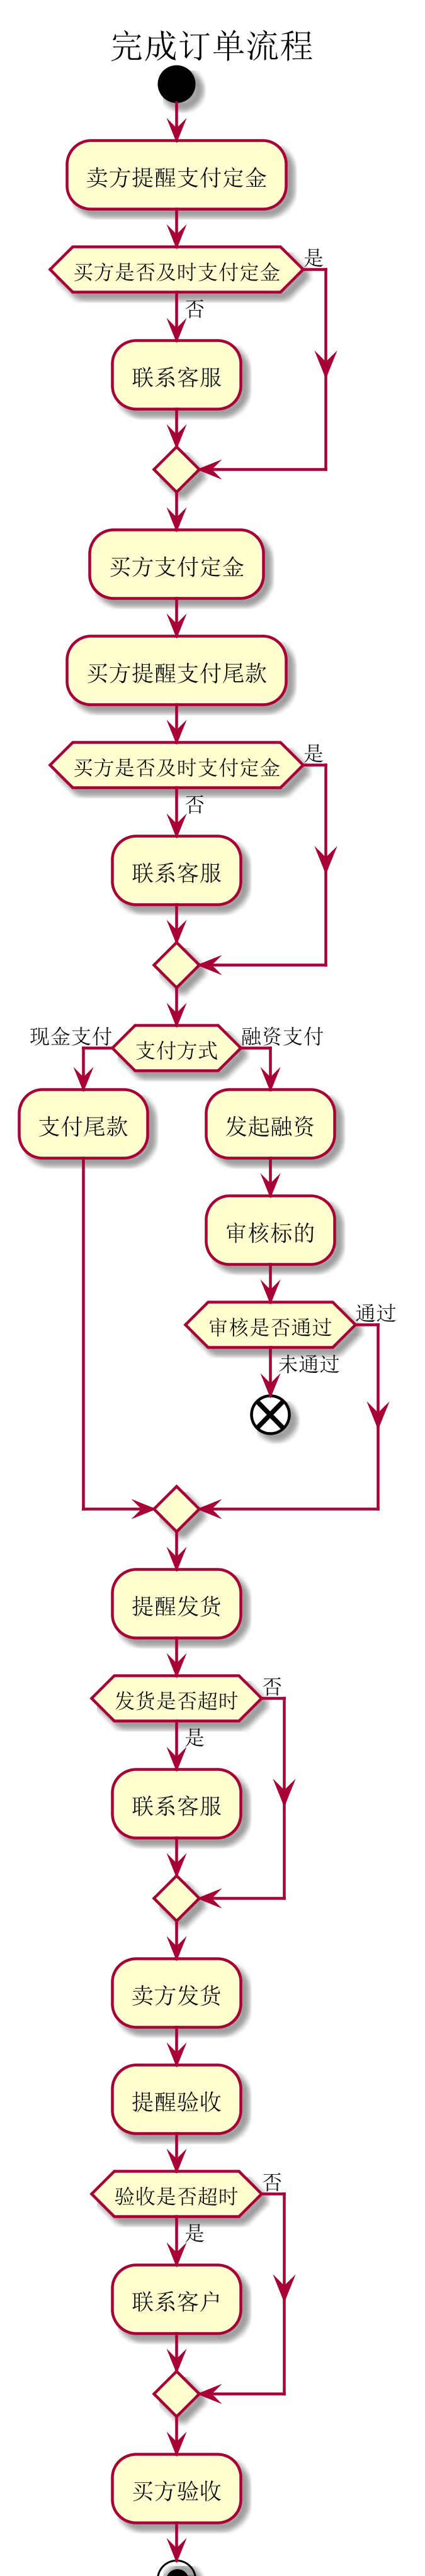 完成订单流程
卖方提醒支付定金
买方是否及时支付定金
是
否
联系客服
买方支付定金
买方提醒支付尾款
买方是否及时支付定金
是
否
联系客服
现金支付
支付方式
融资支付
支付尾款
发起融资
审核标的
审核是否通过
通过
未通过
提醒发货
发货是否超时
否
是
联系客服
卖方发货
提醒验收
验收是否超时
否
是
联系客户
买方验收